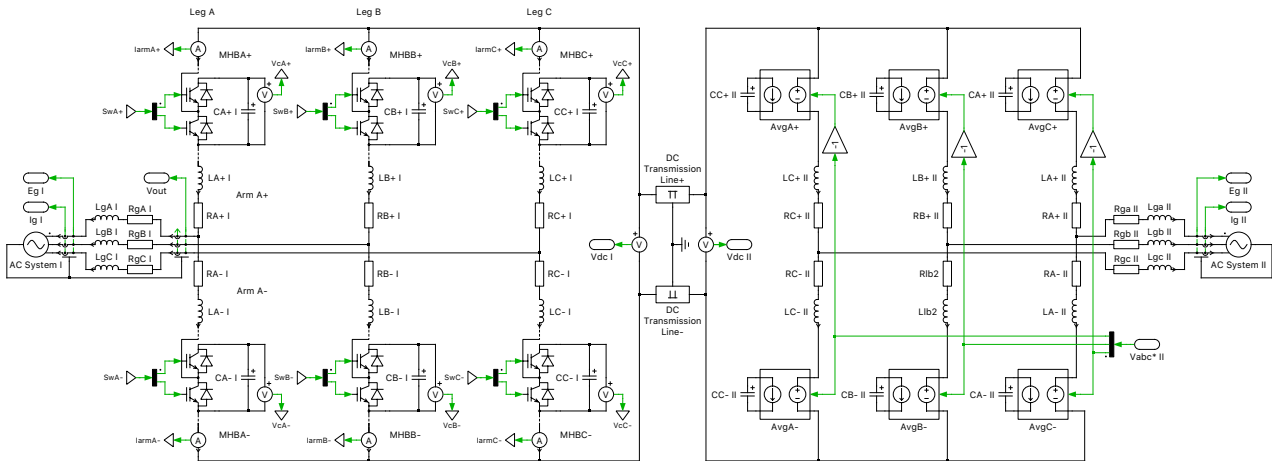 Leg A
Leg B
Leg C
IarmA+
A
MHBA+
IarmB+
A
MHBB+
IarmC+
A
MHBC+
VcA+
VcB+
VcC+
SwA+
CA+ I
V
SwB+
CB+ I
V
SwC+
CC+ I
V
CC+ II
CB+ II
CA+ II
AvgA+
AvgB+
AvgC+
-1
-1
-1
LA+ I
LB+ I
LC+ I
DC
Transmission
Line+
LC+ II
LB+ II
LA+ II
Eg I
Vout
Arm A+
Eg II
Ig I
LgA I
RgA I
RA+ I
RB+ I
RC+ I
RC+ II
RB+ II
RA+ II
Rga II
Lga II
Ig II
LgB I
RgB I
Rgb II
Lgb II
AC System I
LgC I
RgC I
Vdc I
V
V
Vdc II
Rgc II
Lgc II
AC System II
RA- I
RB- I
RC- I
RC- II
RIb2
RA- II
Arm A-
LA- I
LB- I
LC- I
DC
Transmission
Line-
LC- II
LIb2
LA- II
Vabc* II
SwA-
CA- I
V
SwB-
CB- I
V
SwC-
CC- I
V
CC- II
CB- II
CA- II
VcA-
VcB-
VcC-
AvgA-
AvgB-
AvgC-
IarmA-
A
MHBA-
IarmB-
A
MHBB-
IarmC-
A
MHBC-